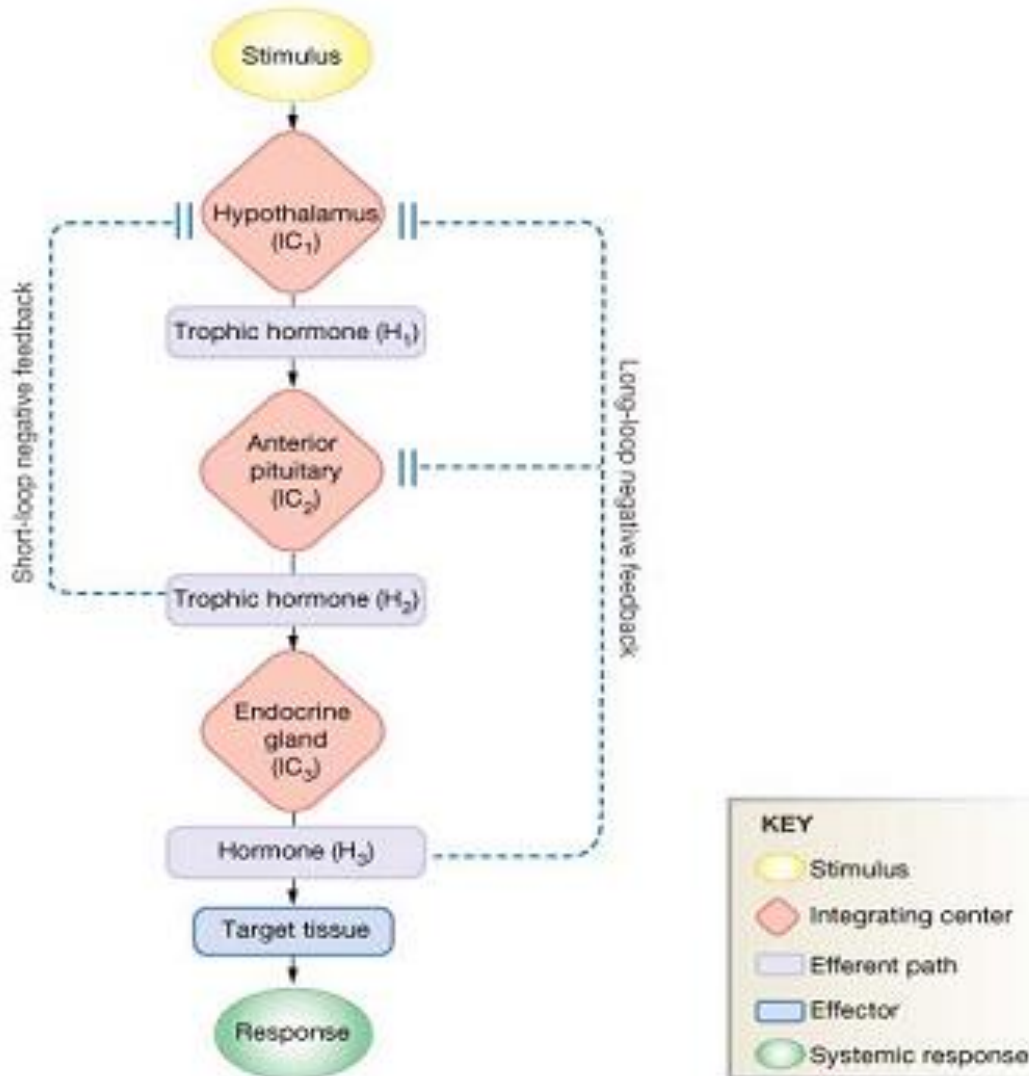 Stimulus
Hypothalamus
(IC₁)
Trophic hormone (H₁)
Anterior
pituitary
(IC₂)
Trophic hormone (H₂)
Endocrine
gland
(IC₃)
Hormone (H₃)
Target tissue
Response
Short-loop negative feedback
Long-loop negative feedback
KEY
Stimulus
Integrating center
Efferent path
Effector
Systemic response